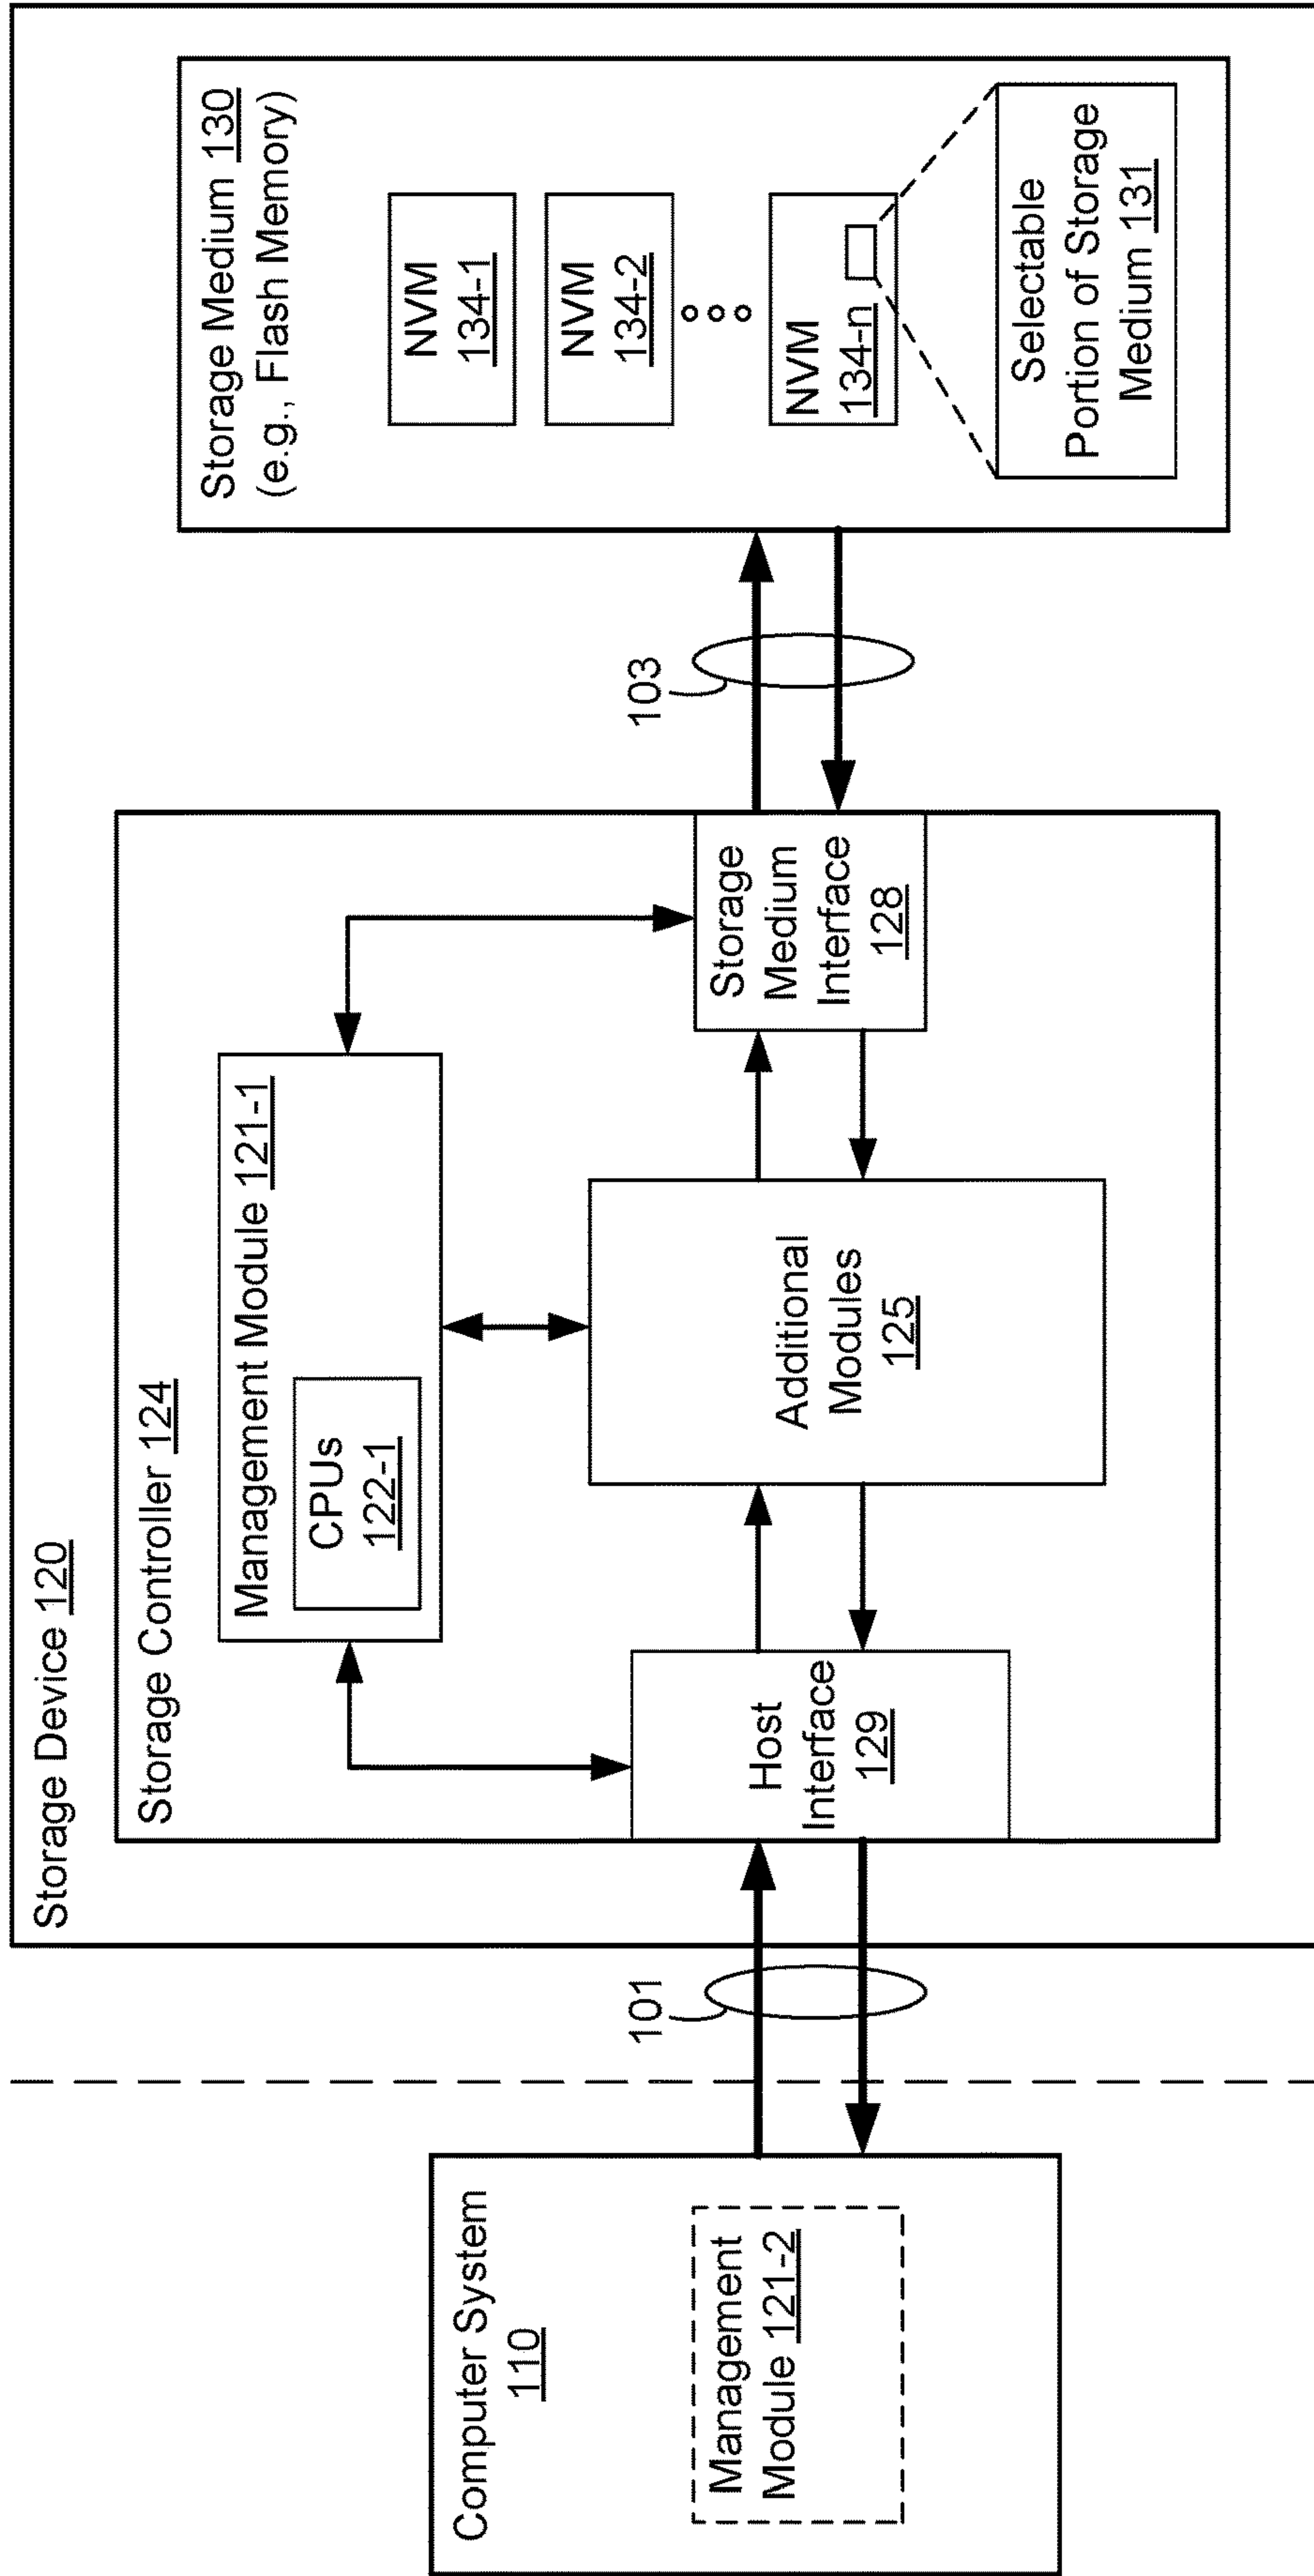 Computer System
110
Management
Module 121-2
101
Storage Device 120
Storage Controller 124
Management Module 121-1
CPUs
122-1
Host
Interface
129
Additional
Modules
125
Storage
Medium
Interface
128
103
Storage Medium 130
(e.g., Flash Memory)
NVM
134-1
NVM
134-2
NVM
134-n
Selectable
Portion of Storage
Medium 131